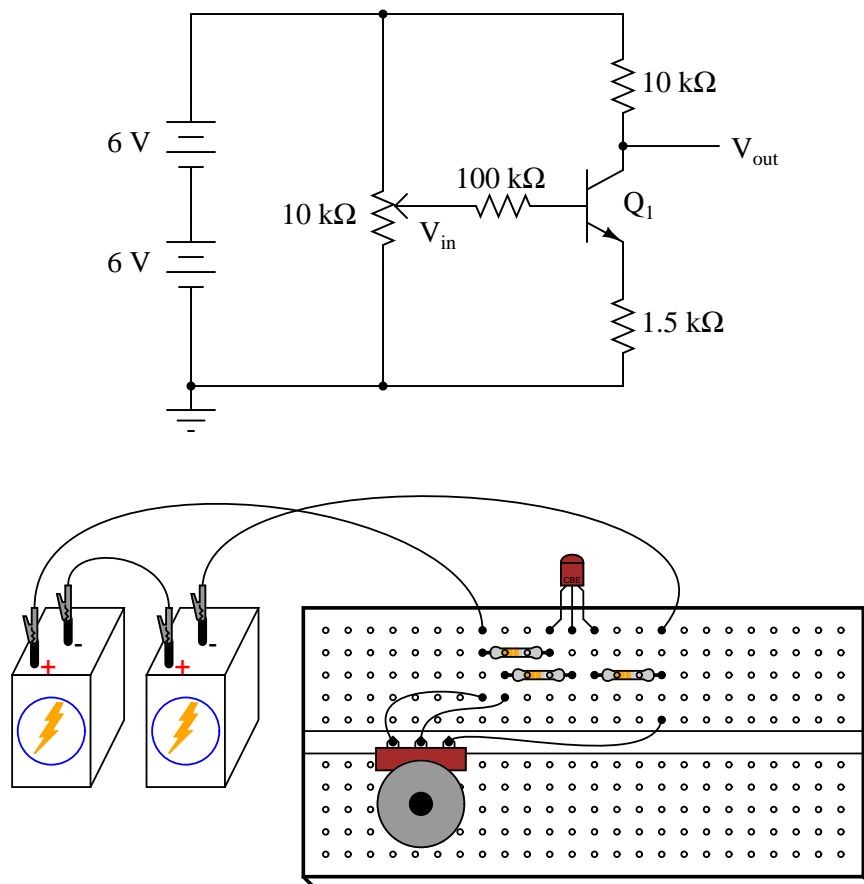 10 kΩ
6 V
V_out
100 kΩ
Q_1
10 kΩ
V_in
6 V
1.5 kΩ
CBE
-
-
+
+